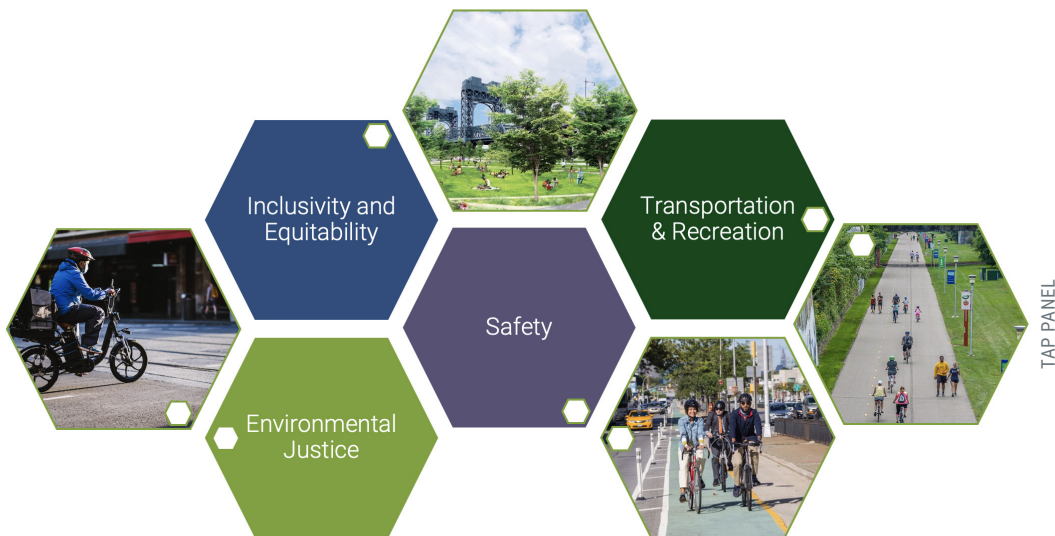 Inclusivity and
Equitability
Transportation
& Recreation
Safety
Environmental
Justice
TAP PANEL